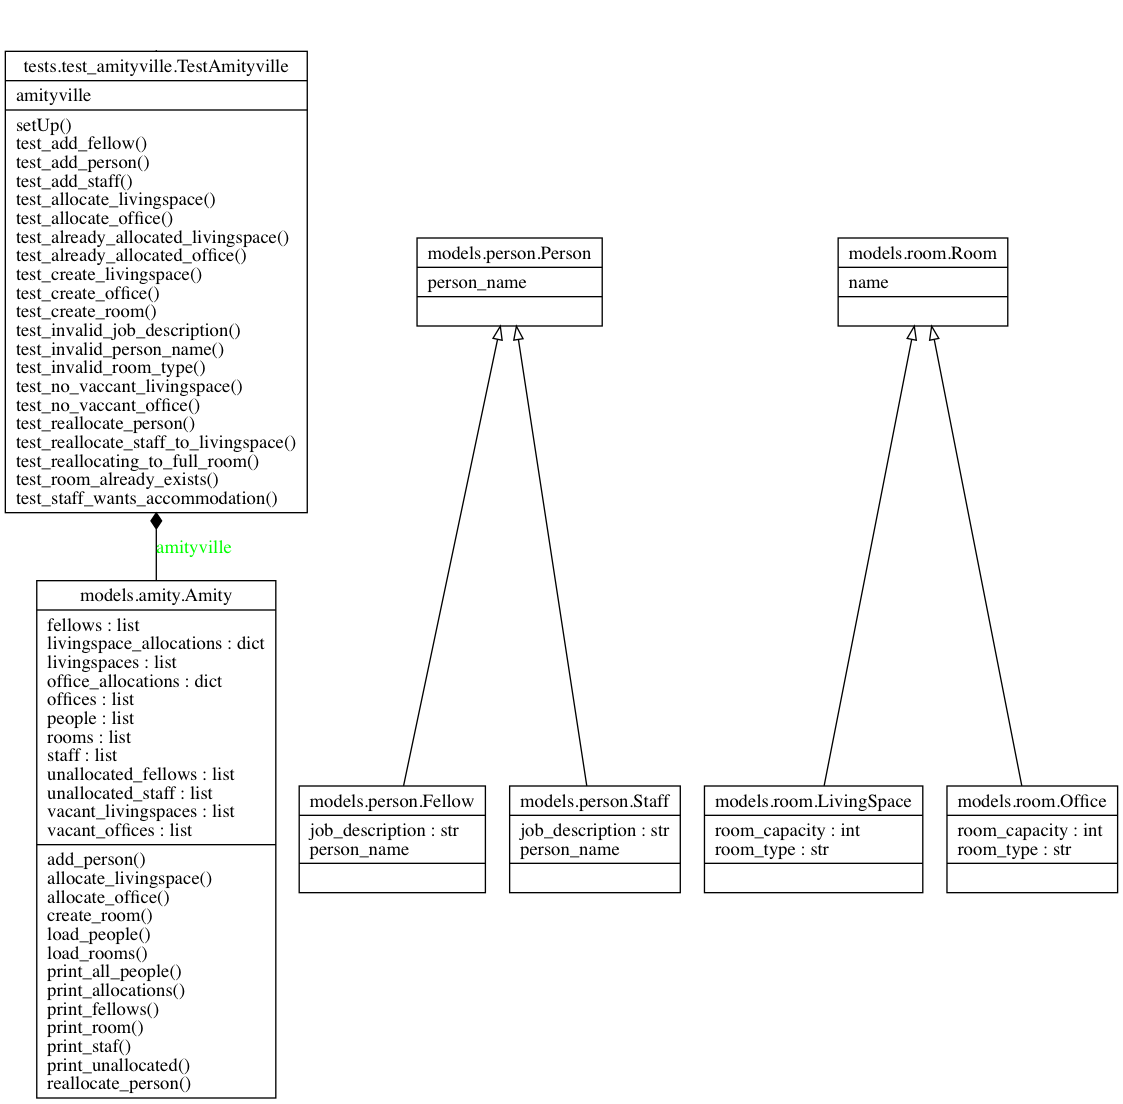 tests.test_amityville.TestAmityville
amityville
setUp()
test_add_fellow()
test_add_person()
test_add_staff()
test_allocate_livingspace()
test_allocate_office()
test_already_allocated_livingspace()
test_already_allocated_office()
test_create_livingspace()
test_create_office()
test_create_room()
test_invalid_job_description()
test_invalid_person_name()
test_invalid_room_type()
test_no_vaccant_livingspace()
test_no_vaccant_office()
test_reallocate_person()
test_reallocate_staff_to_livingspace()
test_reallocating_to_full_room()
test_room_already_exists()
test_staff_wants_accommodation()
amityville
models.amity.Amity
fellows : list
livingspace_allocations : dict
livingspaces : list
office_allocations : dict
offices : list
people : list
rooms : list
staff : list
unallocated_fellows : list
unallocated_staff : list
vacant_livingspaces : list
vacant_offices : list
add_person()
allocate_livingspace()
allocate_office()
create_room()
load_people()
load_rooms()
print_all_people()
print_allocations()
print_fellows()
print_room()
print_staf()
print_unallocated()
reallocate_person()
models.person.Person
person_name
models.person.Fellow
job_description : str
person_name
models.person.Staff
job_description : str
person_name
models.room.Room
name
models.room.LivingSpace
room_capacity : int
room_type : str
models.room.Office
room_capacity : int
room_type : str